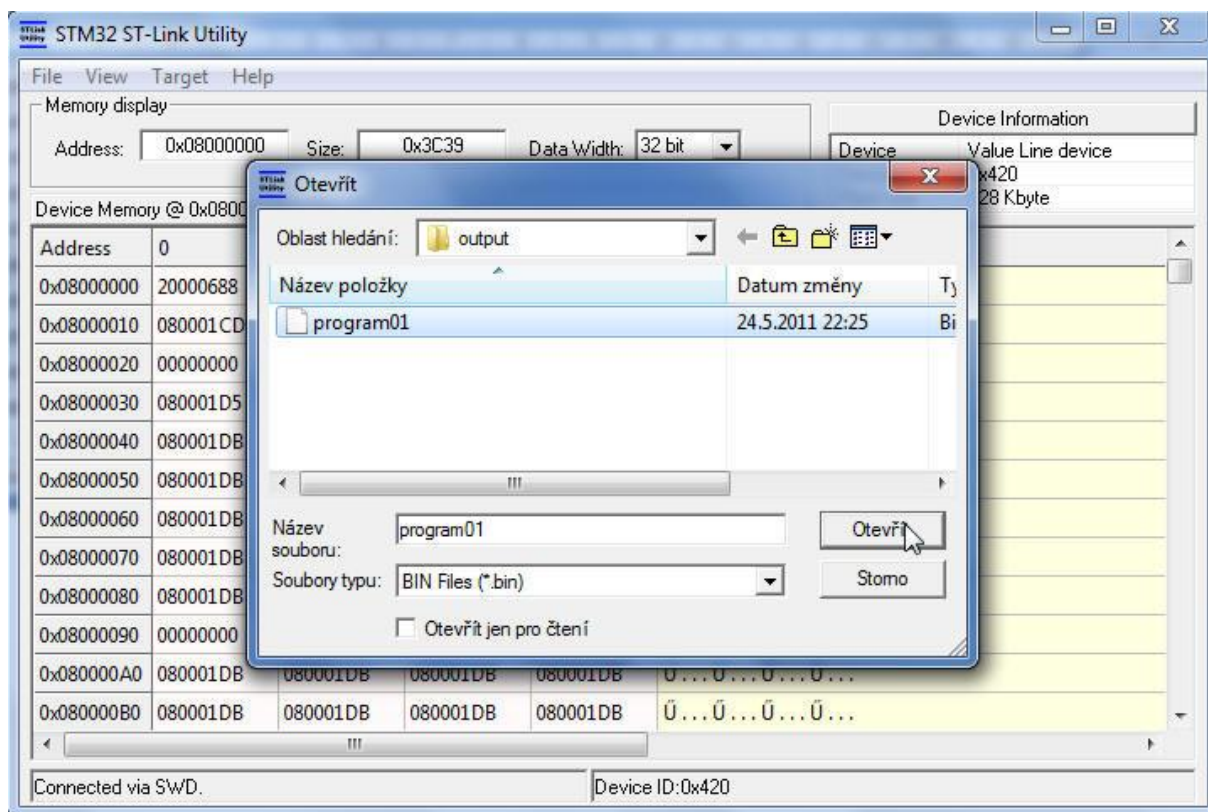 STM32 ST-Link Utility
File View Target Help
Memory display
Address: 0x08000000 Size: 0x3C39 Data Width: 32 bit
Device Information
Device Value Line device
x420
28 Kbyte
Device Memory @ 0x0800
Address 0
0x08000000 20000688
0x08000010 080001CD
0x08000020 00000000
0x08000030 080001D5
0x08000040 080001DB
0x08000050 080001DB
0x08000060 080001DB
0x08000070 080001DB
0x08000080 080001DB
0x08000090 00000000
0x080000A0 080001DB 080001DB 080001DB 080001DB Ű...Ű...Ű...Ű...
0x080000B0 080001DB 080001DB 080001DB 080001DB Ű...Ű...Ű...Ű...
Otevřít
Oblast hledání: output
Název položky Datum změny Ty
program01 24.5.2011 22:25 Bi
Název souboru: program01
Otevřít
Soubory typu: BIN Files (*.bin)
Storno
Otevřít jen pro čtení
Connected via SWD. Device ID:0x420